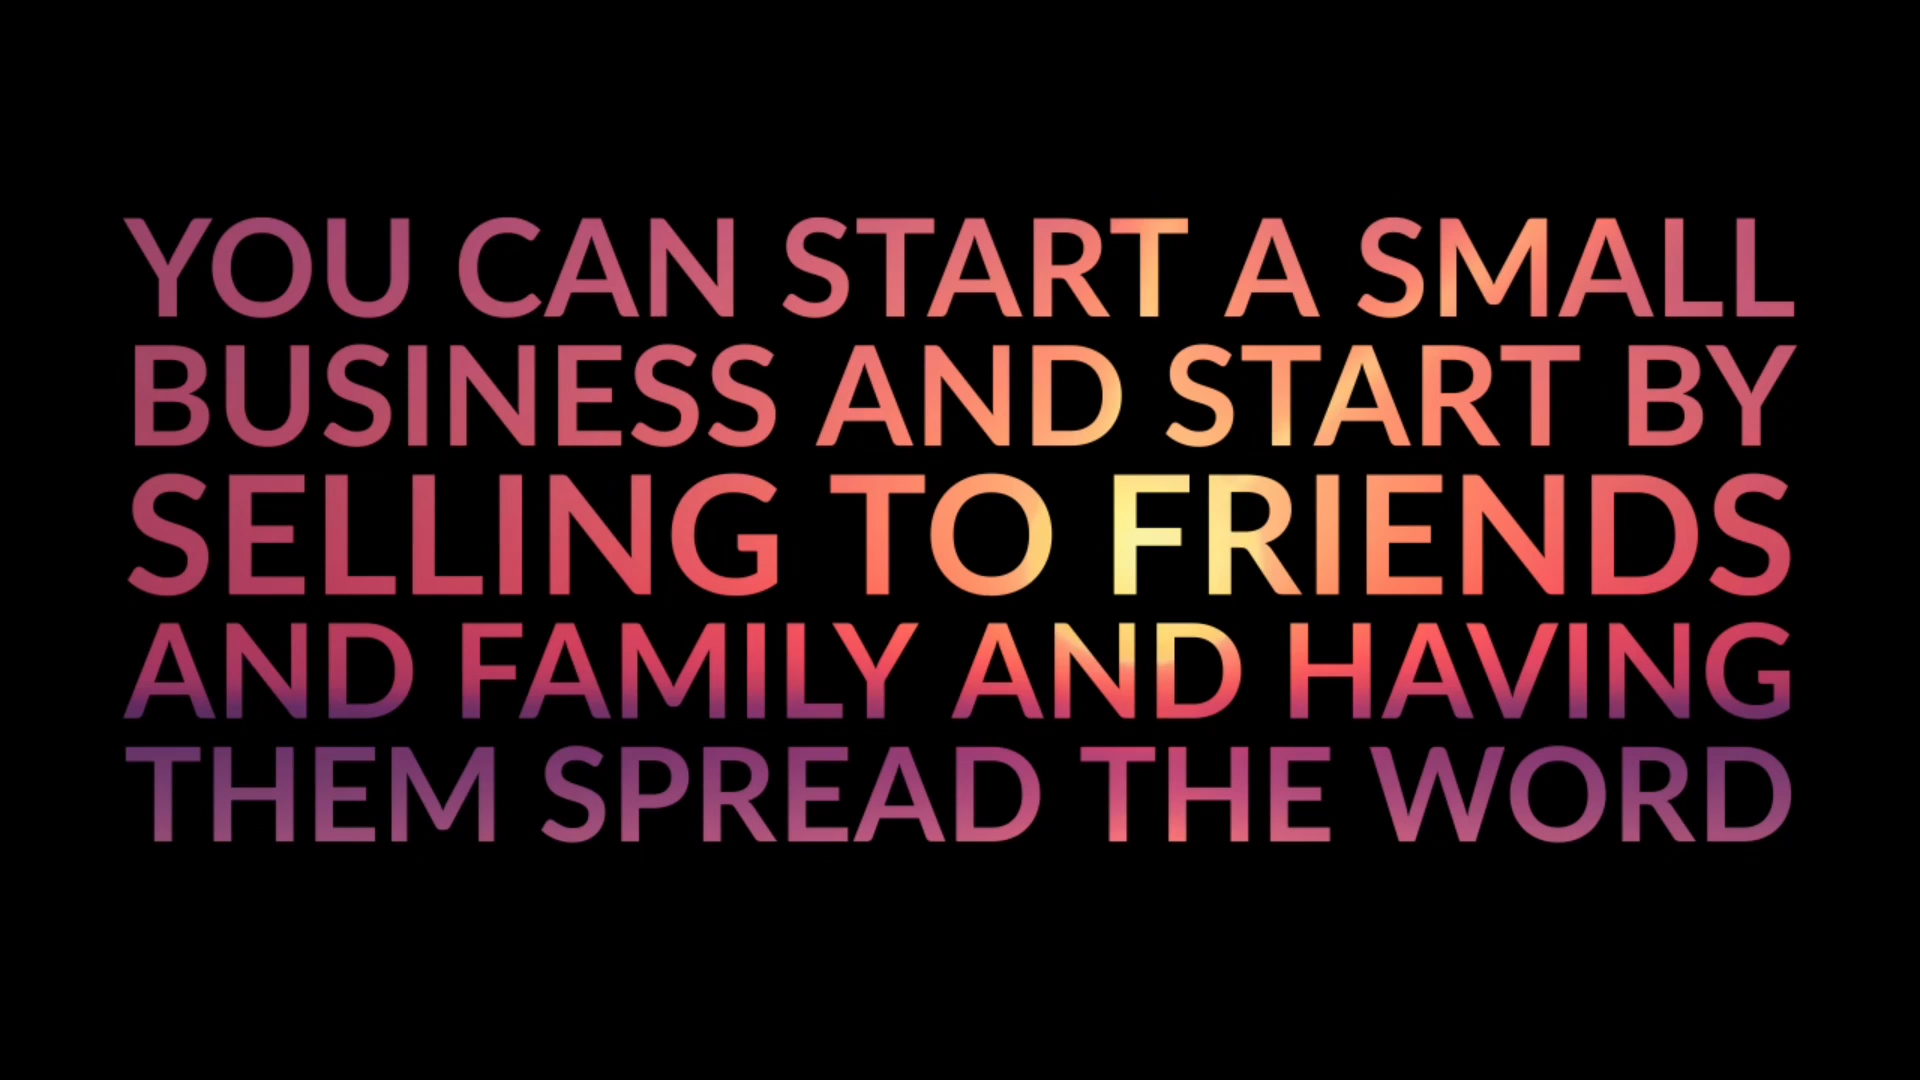 YOU CAN START A SMALL
BUSINESS AND START BY
SELLING TO FRIENDS
AND FAMILY AND HAVING
THEM SPREAD THE WORD